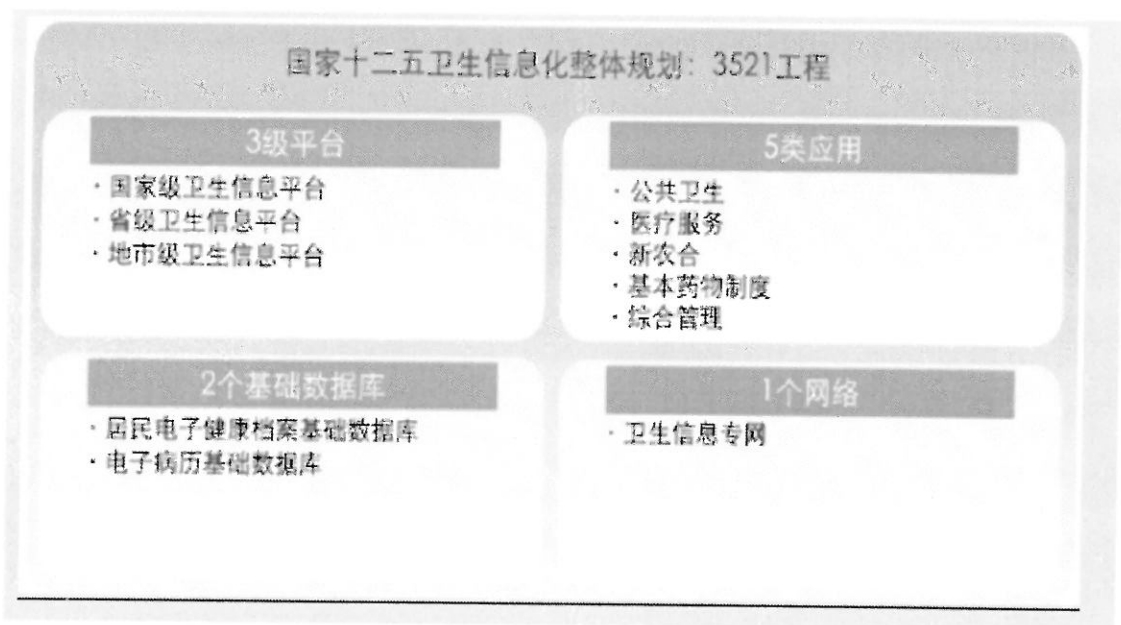 国家十二五卫生信息化整体规划：3521工程
3级平台
· 国家级卫生信息平台
· 省级卫生信息平台
· 地市级卫生信息平台
5类应用
· 公共卫生
· 医疗服务
· 新农合
· 基本药物制度
· 综合管理
2个基础数据库
· 居民电子健康档案基础数据库
· 电子病历基础数据库
1个网络
· 卫生信息专网